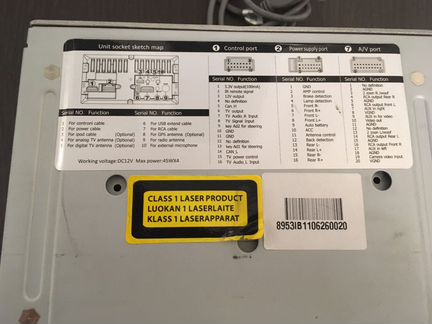 Unit socket sketch map
1 Control port
2 Power supply port
7 A/V port
Serial NO. Function Serial NO. Function
1 For control cable 6 For USB extend cable
2 For power cable 7 For RCA cable
3 For ipod cable (Optional) 8 For GPS antenna (Optional)
4 For analog TV antenna (Optional) 9 For radio antenna
5 For digital TV antenna (Optional) 10 For external microphone
Working voltage:DC12V Max power:45WX4
Serial NO. Function
1 3.3V output(100mA)
2 IR remote signal
3 12V output
4 No definition
5 Can_H
6 TV output
7 TV Audio_R Input
8 TV Signal Input
9 key AD2 for steering
10 GND
11 GND
12 No definition
13 key AD1 for steering
14 CAN_L
15 TV power control
16 TV Audio_L Input
Serial NO. Function
1 GND
2 AMP control
3 Brake detection
4 Lamp detection
5 Front R-
6 Front R+
7 Front L-
8 Front L+
9 Auto battery
10 ACC
11 Antenna control
12 Back detection
13 Rear L-
14 Rear L+
15 Rear R-
16 Rear R+
Serial NO. Function
1 No definition
2 AGND
4 RCA output Front R
5 AGND
6 RCA output Front L
7 AUX in right
8 VGND
9 AUX in for video
10 Video out
11 No definition
12 AGND
14 RCA output Rear L
15 AGND
16 RCA output Rear R
17 AUX in left
18 AGND
19 Camera video input
20 VGND
CLASS 1 LASER PRODUCT
LUOKAN 1 LASERLAITE
KLASS 1 LASERAPPARAT
8953IB1106260020